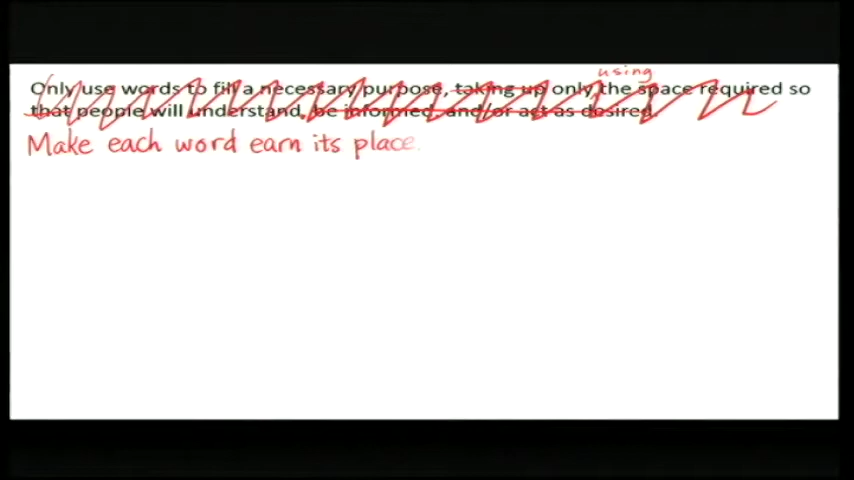 using
Only use words to fill a necessary purpose, taking up only the space required so
that people will understand, be informed and/or act as desired.
Make each word earn its place.